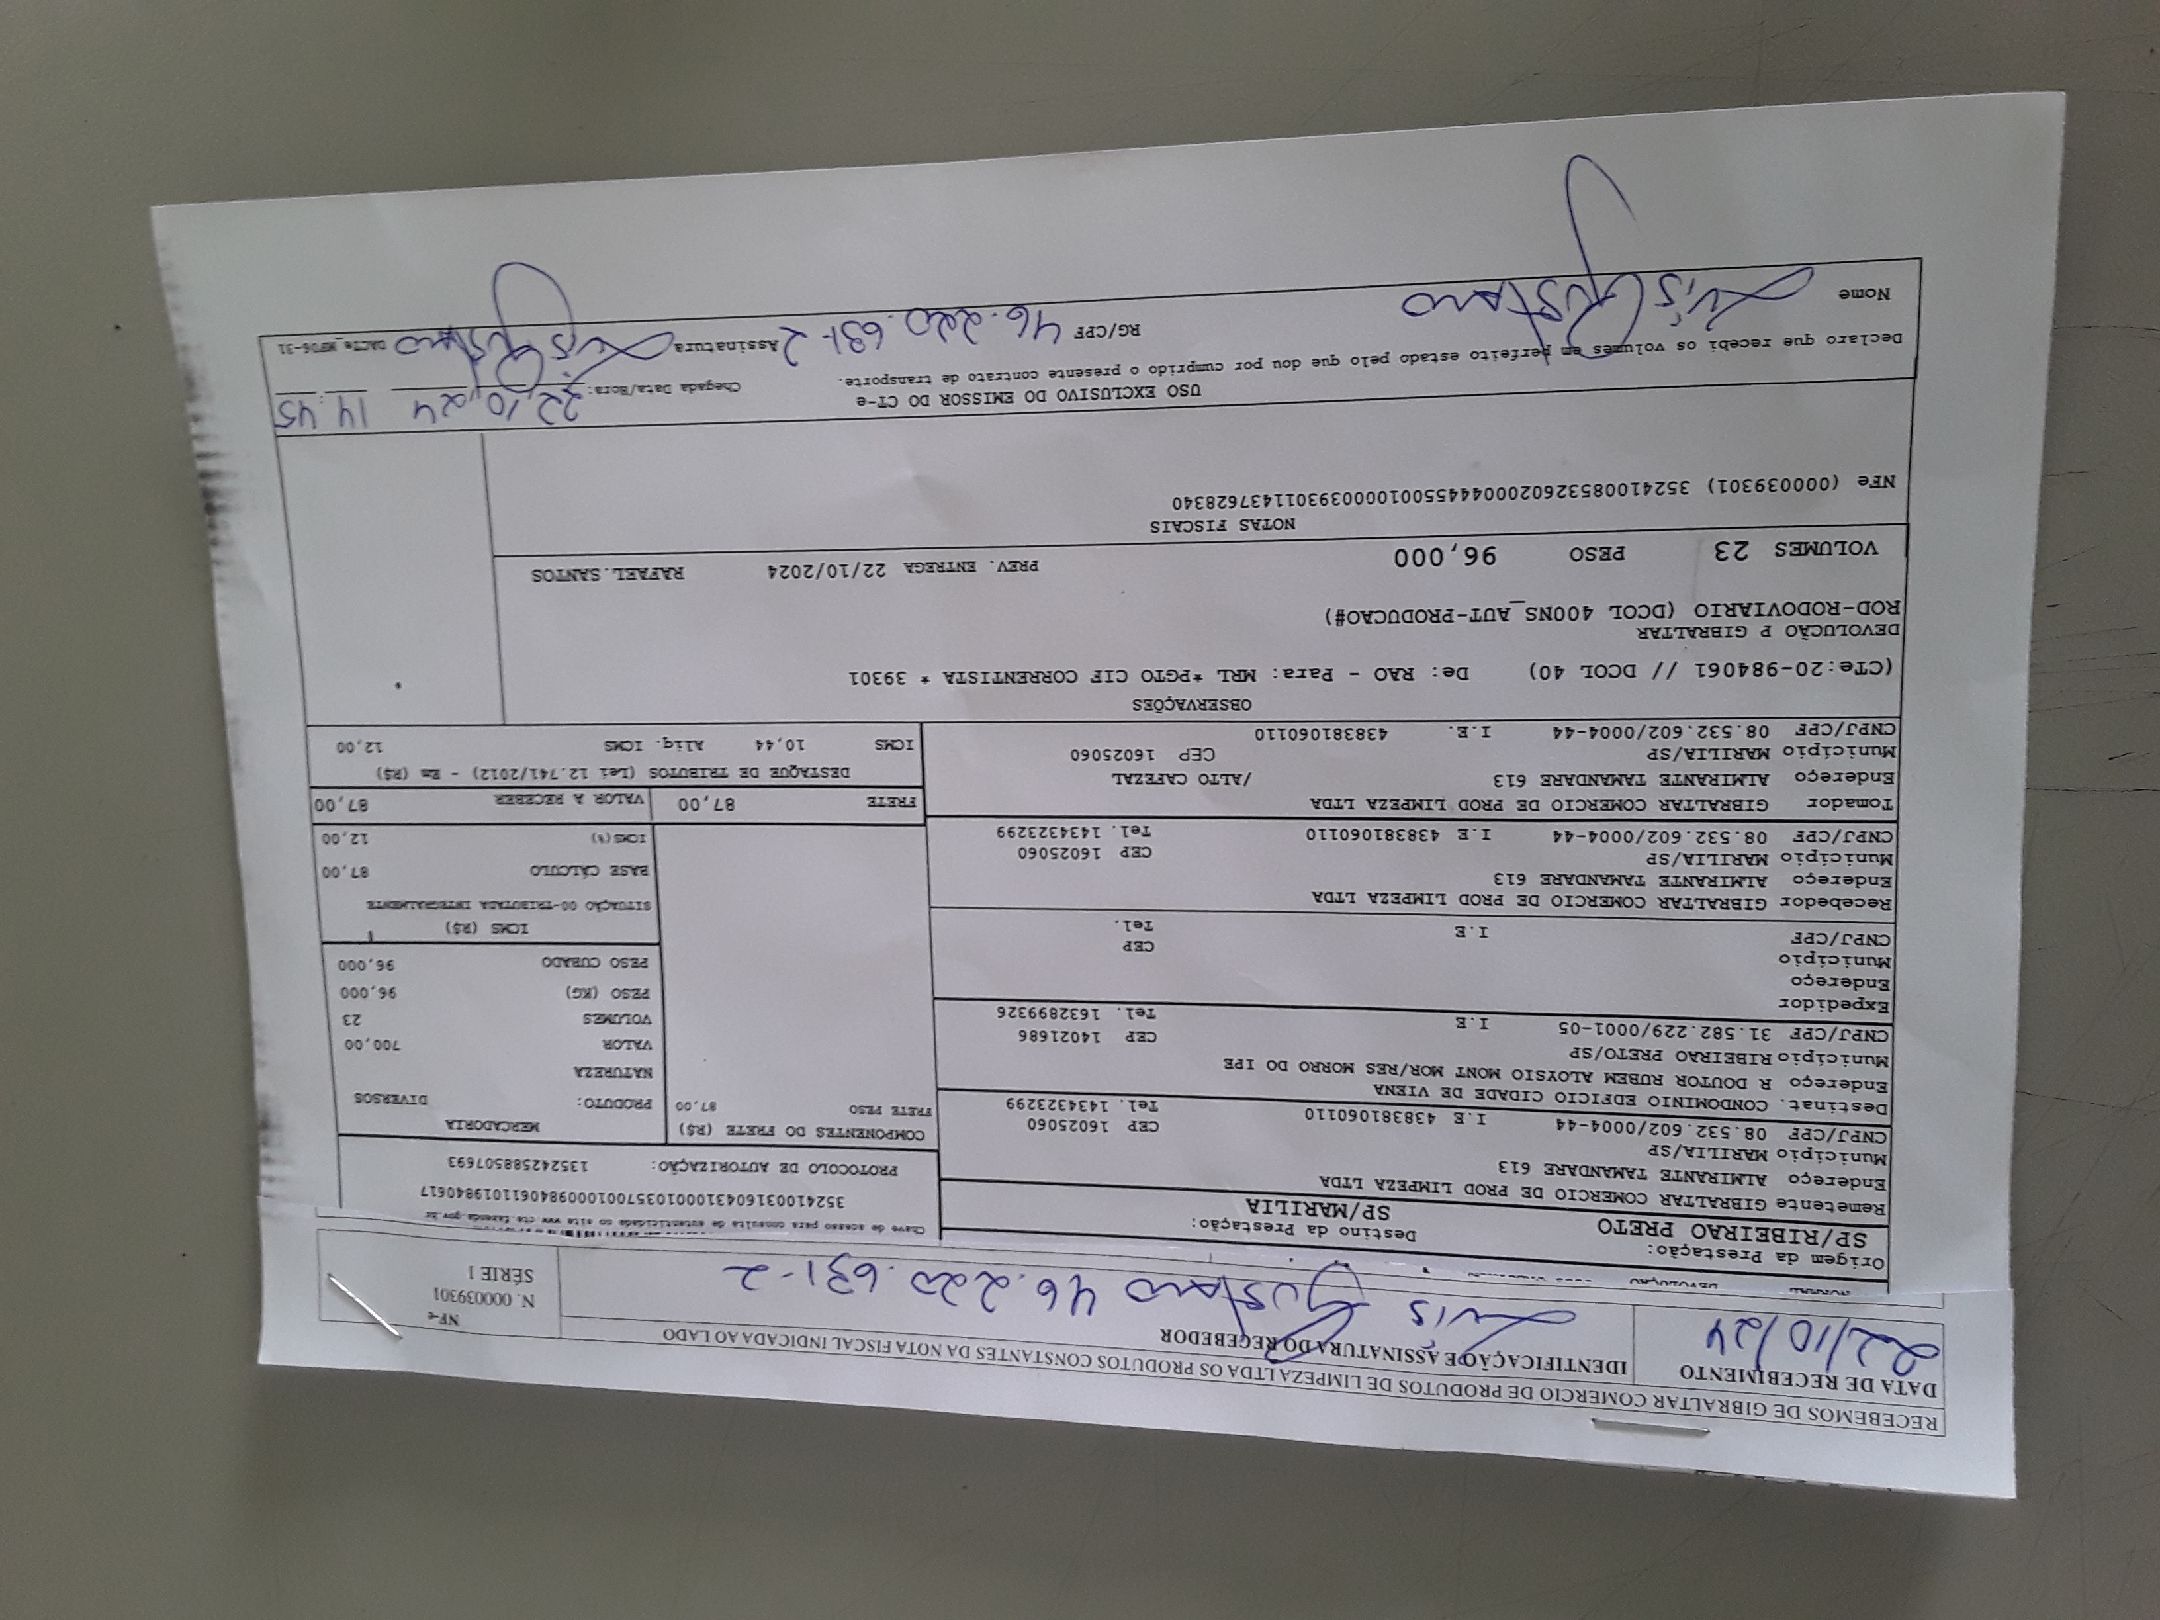 RECEBEMOS DE GIBRALTAR COMERCIO DE PRODUTOS DE LIMPEZA LTDA OS PRODUTOS CONSTANTES DA NOTA FISCAL INDICADA AO LADO
DATA DE RECEBIMENTO
22/10/24
IDENTIFICAÇÃO E ASSINATURA DO RECEBEDOR
Luis Gustavo 46.220.631-2
NF-e
N. 000039301
SÉRIE 1
Origem da Prestação:
SP/RIBEIRAO PRETO
Destino da Prestação:
SP/MARILIA
Remetente GIBRALTAR COMERCIO DE PROD LIMPEZA LTDA
Endereço ALMIRANTE TAMANDARE 613
Município MARILIA/SP CEP 16025060
CNPJ/CPF 08.532.602/0004-44 I.E 438381060110 Tel. 1434323299
Destinat. CONDOMINIO EDFICIO CIDADE DE VIENA
Endereço R DOUTOR RUBEM ALOYSIO MONT MOR/RES MORRO DO IPE
Município RIBEIRAO PRETO/SP CEP 14021686
CNPJ/CPF 31.582.229/0001-05 I.E Tel. 1632899326
Expedidor
Endereço
Município CEP
CNPJ/CPF I.E Tel.
Recebedor GIBRALTAR COMERCIO DE PROD LIMPEZA LTDA
Endereço ALMIRANTE TAMANDARE 613
Município MARILIA/SP CEP 16025060
CNPJ/CPF 08.532.602/0004-44 I.E 438381060110 Tel. 1434323299
Tomador GIBRALTAR COMERCIO DE PROD LIMPEZA LTDA
Endereço ALMIRANTE TAMANDARE 613 /ALTO CAFEZAL
Município MARILIA/SP CEP 16025060
CNPJ/CPF 08.532.602/0004-44 I.E. 438381060110
Chave de acesso para consulta de autenticidade no site www.cte.fazenda.gov.br
35241003160431000103570010009840611019840617
PROTOCOLO DE AUTORIZAÇÃO: 135242588507693
COMPONENTES DO FRETE (R$)
FRETE PESO 87,00
MERCADORIA
PRODUTO: DIVERSOS
NATUREZA
VALOR 700,00
VOLUMES 23
PESO (KG) 96,000
PESO CUBADO 96,000
ICMS (R$)
SITUAÇÃO 00-TRIBUTADA INTEGRALMENTE
BASE CÁLCULO 87,00
ICMS(%) 12,00
FRETE 87,00 VALOR A RECEBER 87,00
DESTAQUE DE TRIBUTOS (Lei 12.741/2012) - Em (R$)
ICMS 10,44 Aliq. ICMS 12,00
OBSERVAÇÕES
(CTe:20-984061 // DCOL 40) De: RAO - Para: MRL *PGTO CIF CORRENTISTA * 39301
DEVOLUÇÃO P GIBRALTAR
ROD-RODOVIARIO (DCOL 400NS_AUT-PRODUCAO#)
VOLUMES 23 PESO 96,000 PREV. ENTREGA 22/10/2024 RAFAEL.SANTOS
NOTAS FISCAIS
NFe (000039301) 35241008532602000444550010000393011437628340
USO EXCLUSIVO DO EMISSOR DO CT-e
Declaro que recebi os volumes em perfeito estado pelo que dou por cumprido o presente contrato de transporte.
Chegada Data/Hora: 22/10/24 14:45
Nome Luis Gustavo RG/CPF 46.220.631-2 Assinatura Luis Gustavo DACTe_MP06-31